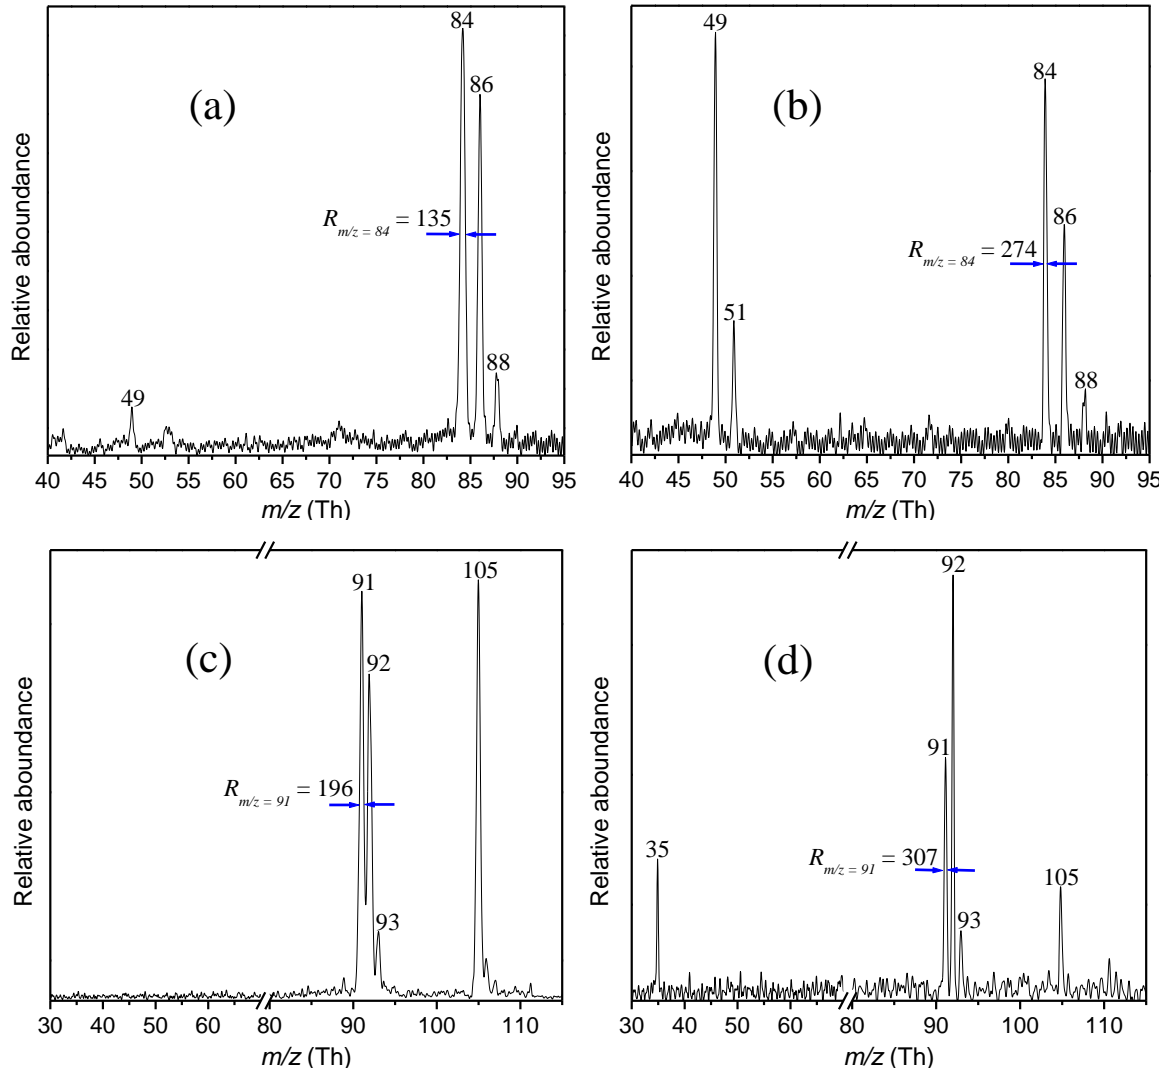 84
86
(a)
R m/z = 84 = 135
88
49
40 45 50 55 60 65 70 75 80 85 90 95
m/z (Th)
Relative aboundance
49
84
(b)
86
R m/z = 84 = 274
51
88
40 45 50 55 60 65 70 75 80 85 90 95
m/z (Th)
Relative aboundance
105
91
(c)
92
R m/z = 91 = 196
93
30 40 50 60 80 90 100 110
m/z (Th)
Relative aboundance
92
(d)
91
35
R m/z = 91 = 307
105
93
30 40 50 60 70 80 90 100 110
m/z (Th)
Relative aboundance